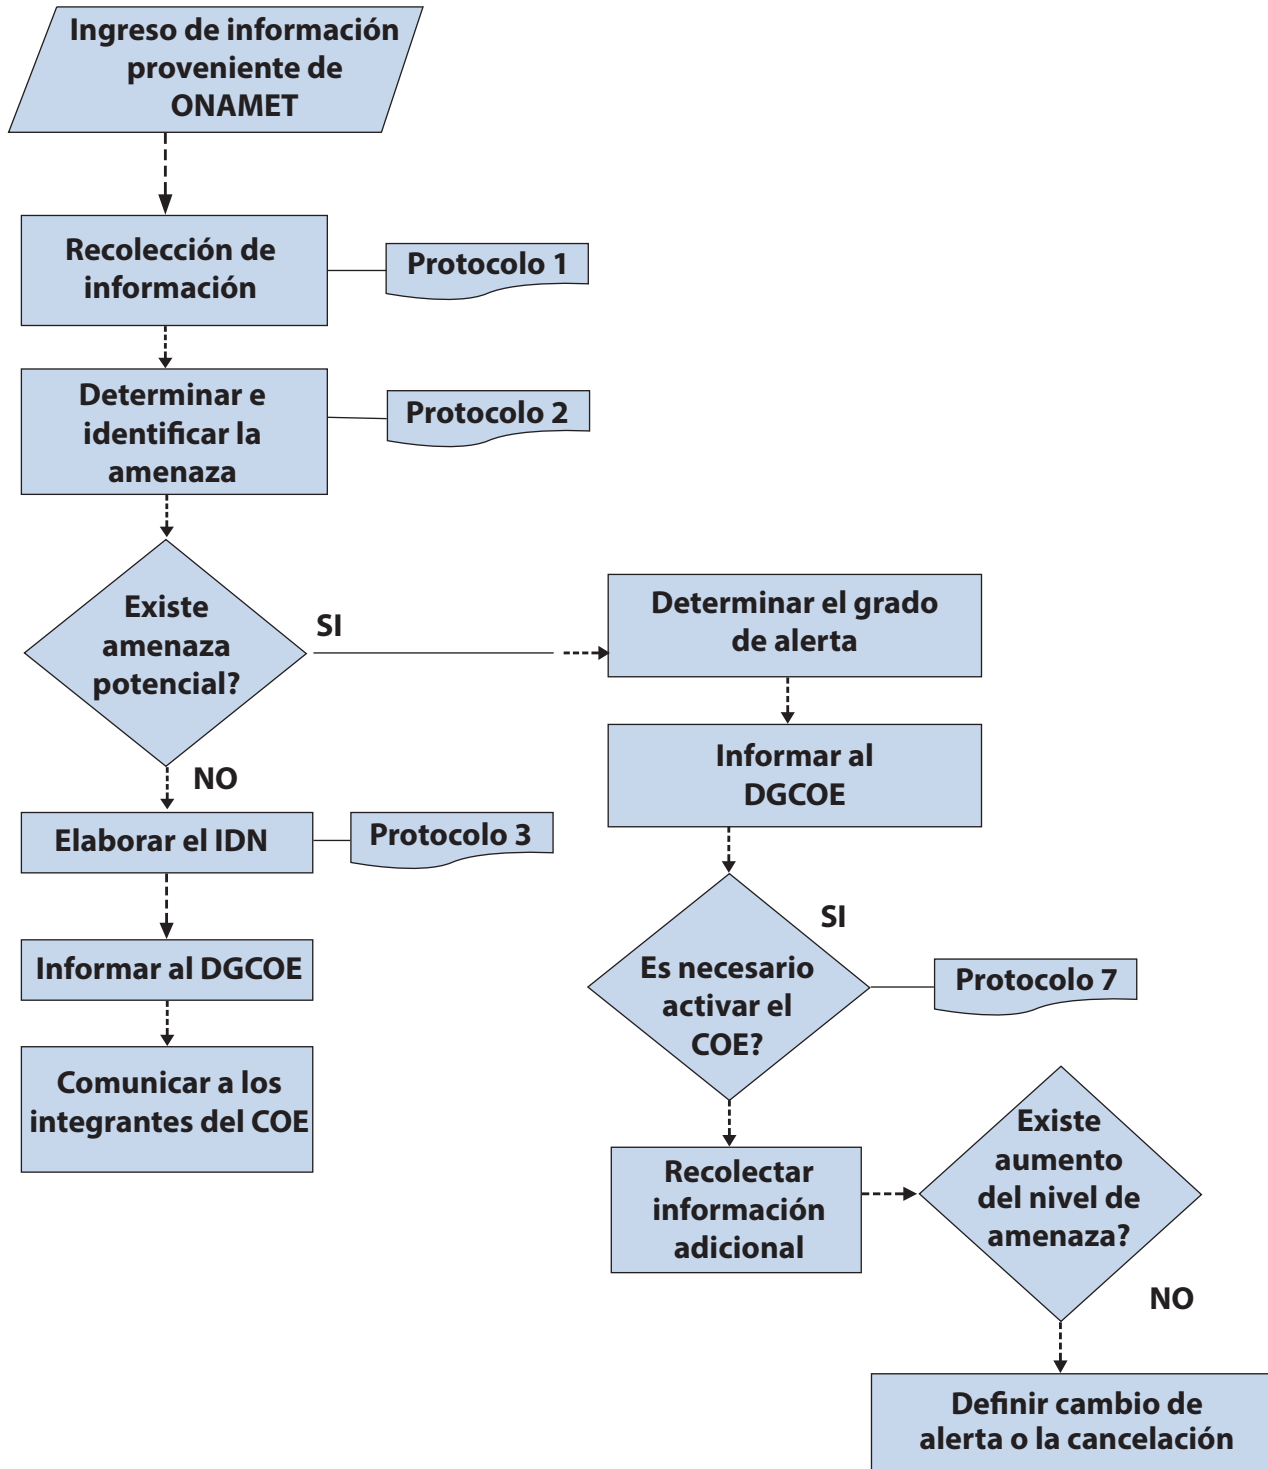 Ingreso de información
proveniente de
ONAMET
Recolección de
información
Protocolo 1
Determinar e
identificar la
amenaza
Protocolo 2
Existe
amenaza
potencial?
SI
NO
Elaborar el IDN
Protocolo 3
Informar al DGCOE
Comunicar a los
integrantes del COE
Determinar el grado
de alerta
Informar al
DGCOE
Es necesario
activar el
COE?
SI
Protocolo 7
Recolectar
información
adicional
Existe
aumento
del nivel de
amenaza?
NO
Definir cambio de
alerta o la cancelación